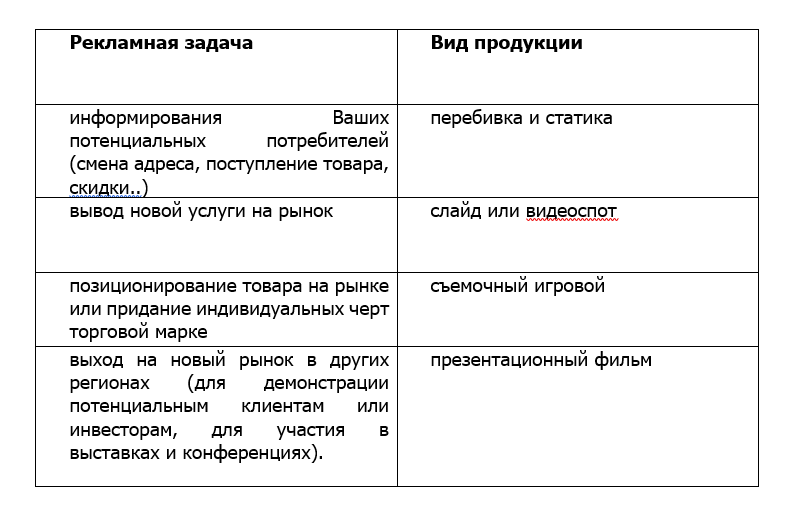 Рекламная задача
Вид продукции
информирования Ваших
потенциальных потребителей
(смена адреса, поступление товара,
скидки..)
перебивка и статика
вывод новой услуги на рынок
слайд или видеоспот
позиционирование товара на рынке
или придание индивидуальных черт
торговой марке
съемочный игровой
выход на новый рынок в других
регионах (для демонстрации
потенциальным клиентам или
инвесторам, для участия в
выставках и конференциях).
презентационный фильм